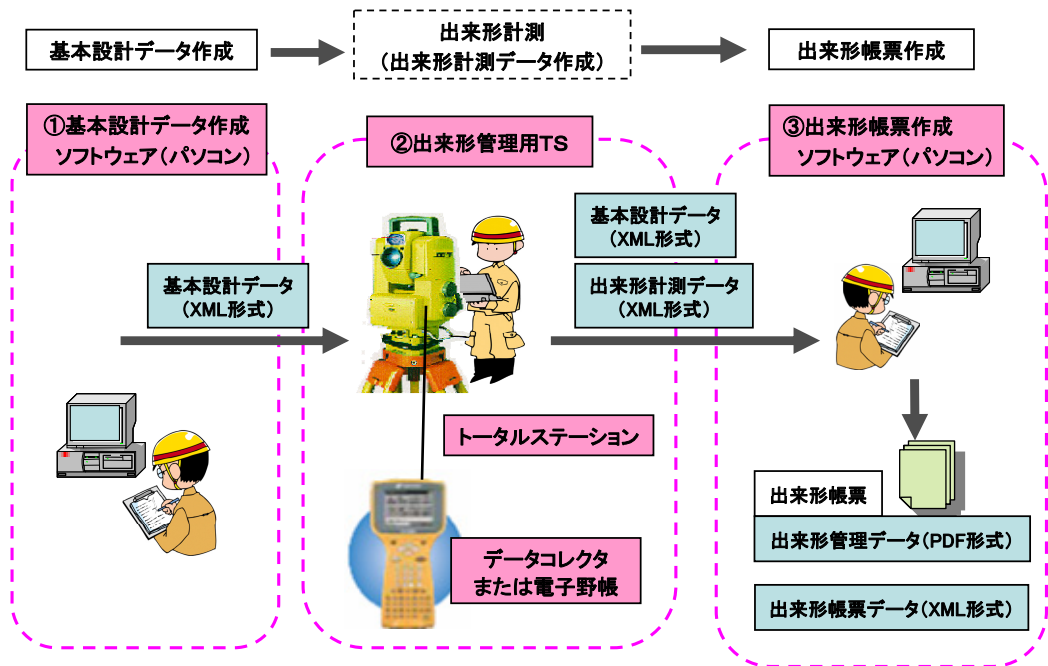 基本設計データ作成
出来形計測
(出来形計測データ作成)
出来形帳票作成
①基本設計データ作成
ソフトウェア(パソコン)
②出来形管理用TS
③出来形帳票作成
ソフトウェア(パソコン)
基本設計データ
(XML形式)
基本設計データ
(XML形式)
出来形計測データ
(XML形式)
トータルステーション
データコレクタ
または電子野帳
出来形帳票
出来形管理データ(PDF形式)
出来形帳票データ(XML形式)